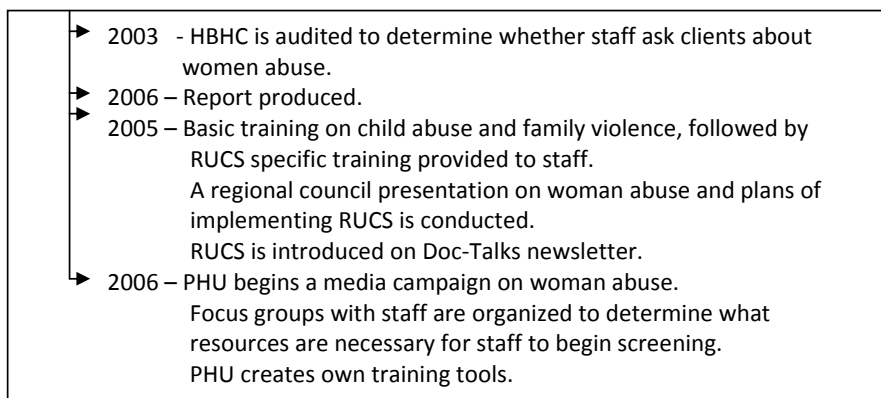 2003 - HBHC is audited to determine whether staff ask clients about
women abuse.
2006 – Report produced.
2005 – Basic training on child abuse and family violence, followed by
RUCS specific training provided to staff.
A regional council presentation on woman abuse and plans of
implementing RUCS is conducted.
RUCS is introduced on Doc-Talks newsletter.
2006 – PHU begins a media campaign on woman abuse.
Focus groups with staff are organized to determine what
resources are necessary for staff to begin screening.
PHU creates own training tools.